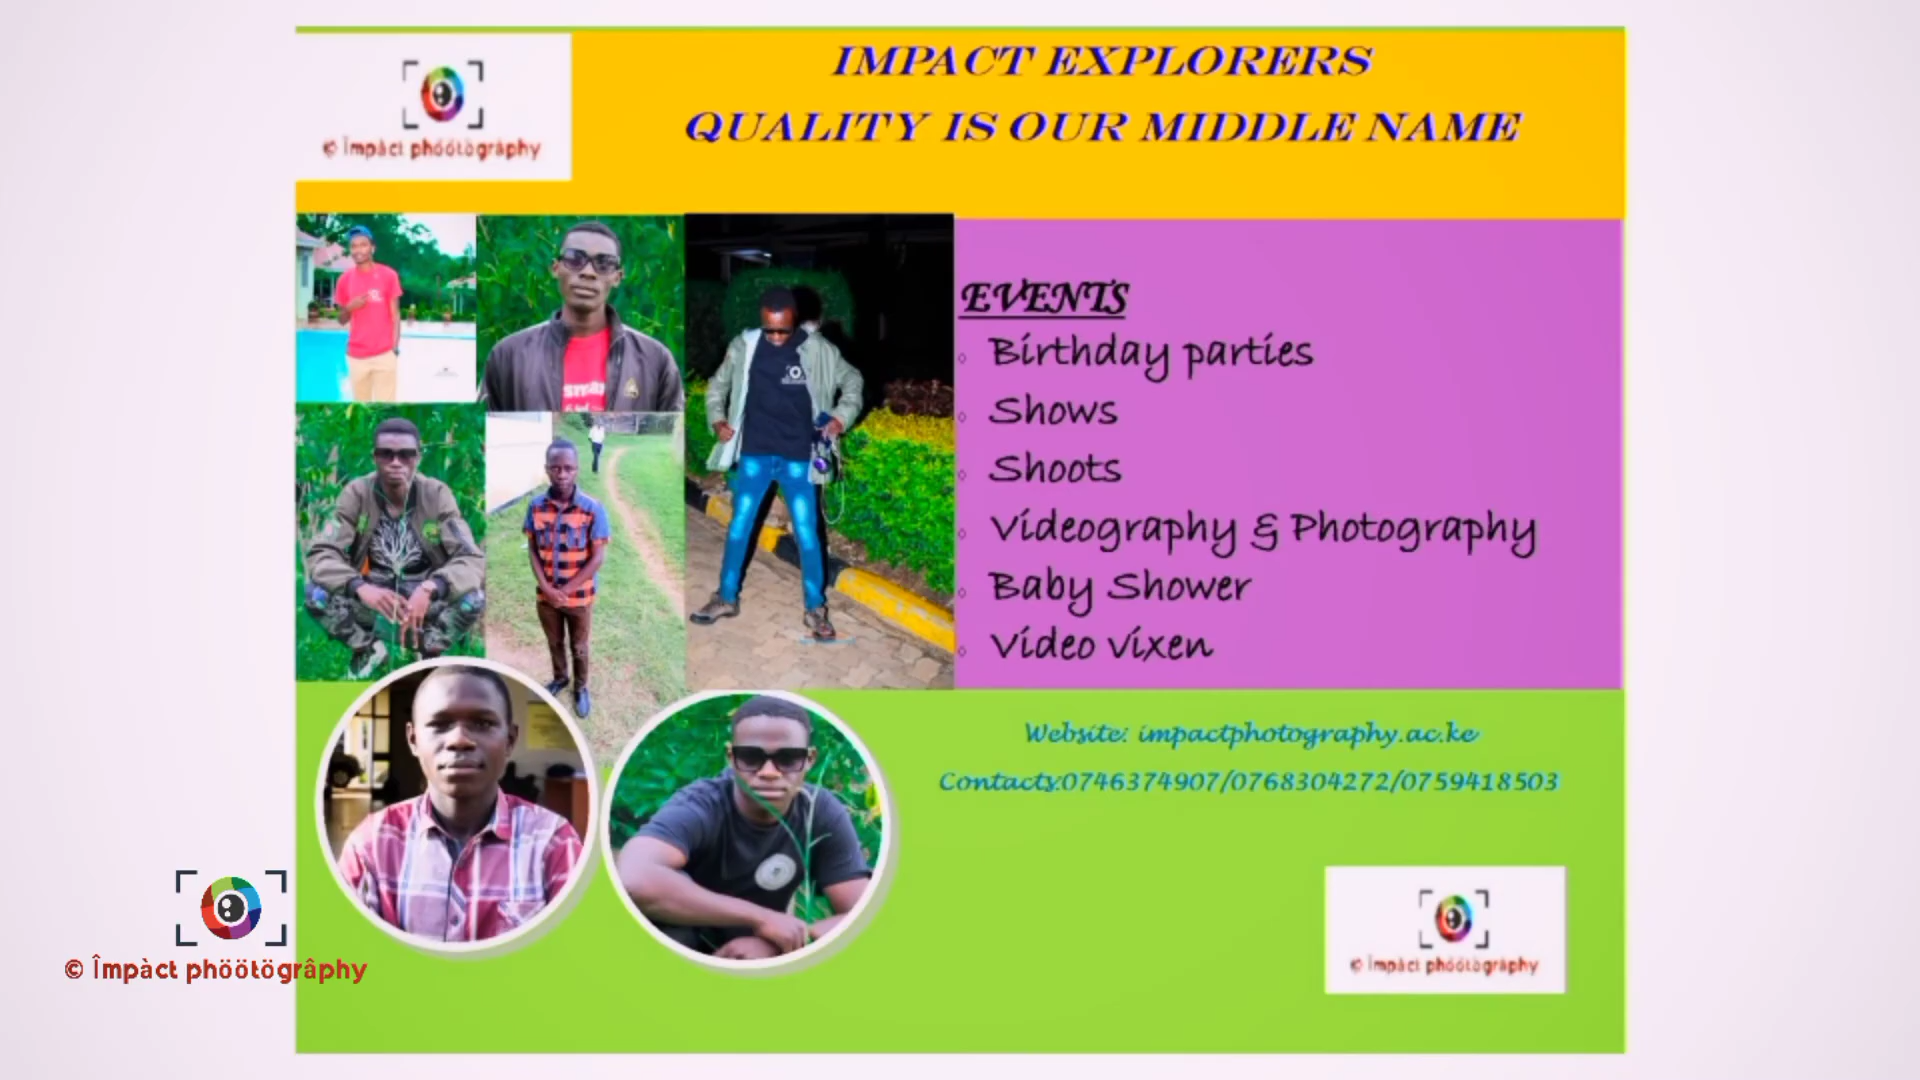 IMPACT EXPLORERS
QUALITY IS OUR MIDDLE NAME
© Împàct phöötögrâphy
EVENTS
Birthday parties
Shows
Shoots
Videography & Photography
Baby Shower
Video vixen
Website: impactphotography.ac.ke
Contacts:0746374907/0768304272/0759418503
© Împàct phöötögrâphy
© Împàct phöötögrâphy